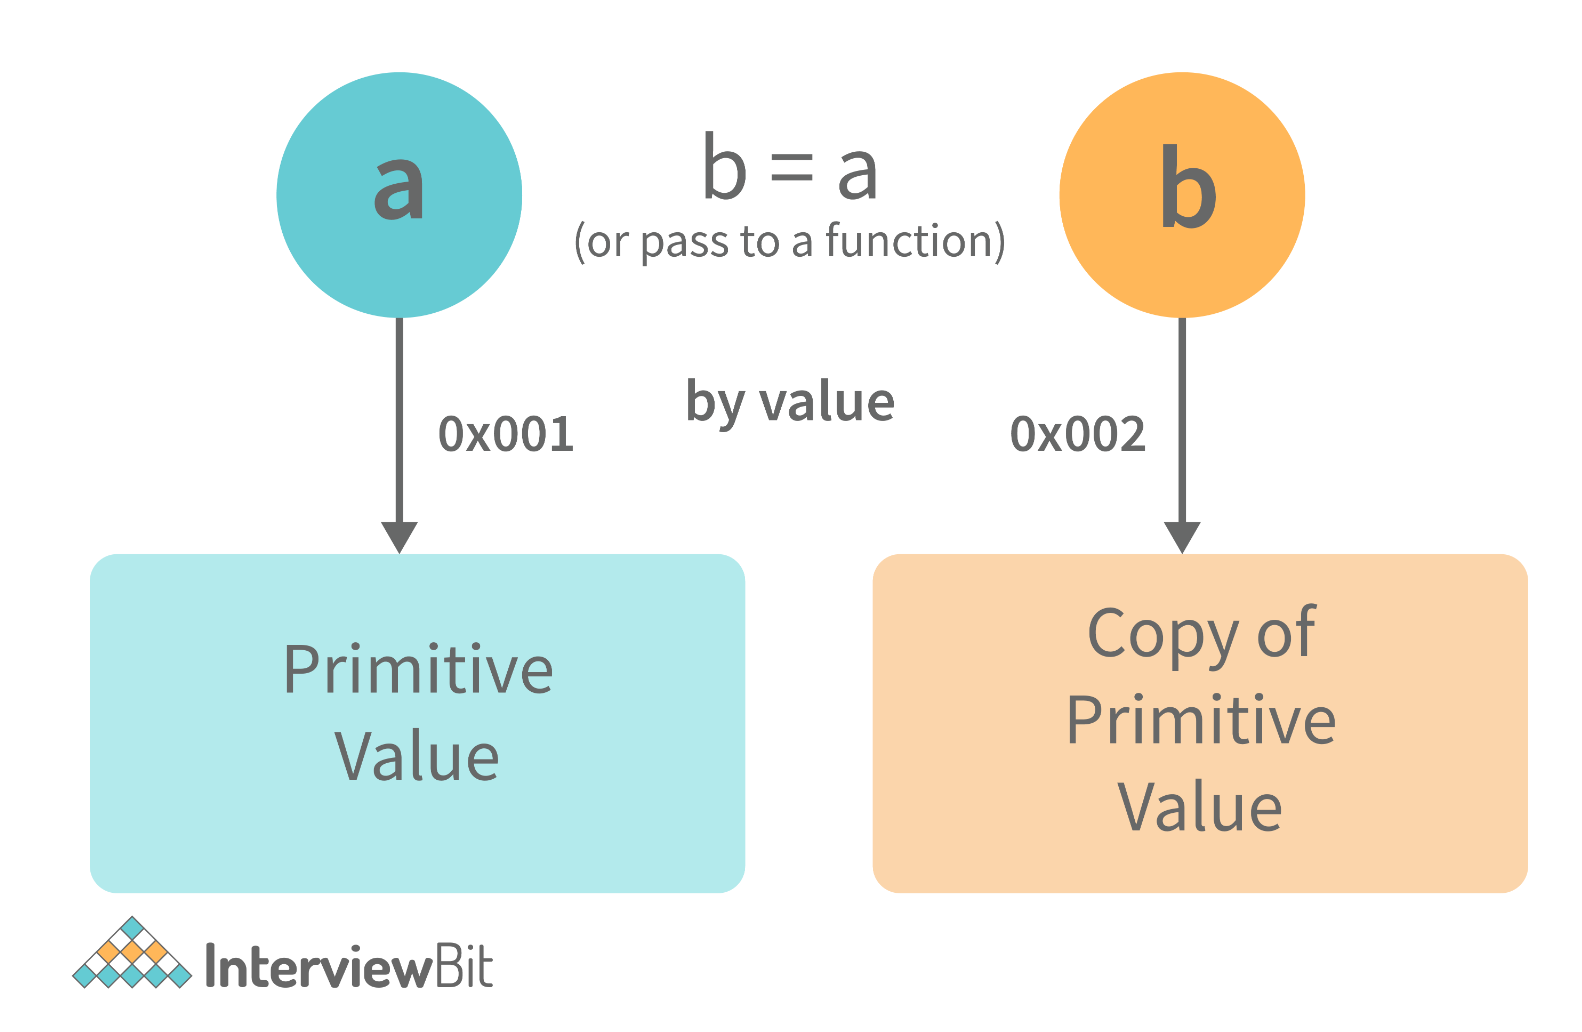 a
b = a
(or pass to a function)
b
by value
0x001
0x002
Primitive
Value
Copy of
Primitive
Value
InterviewBit